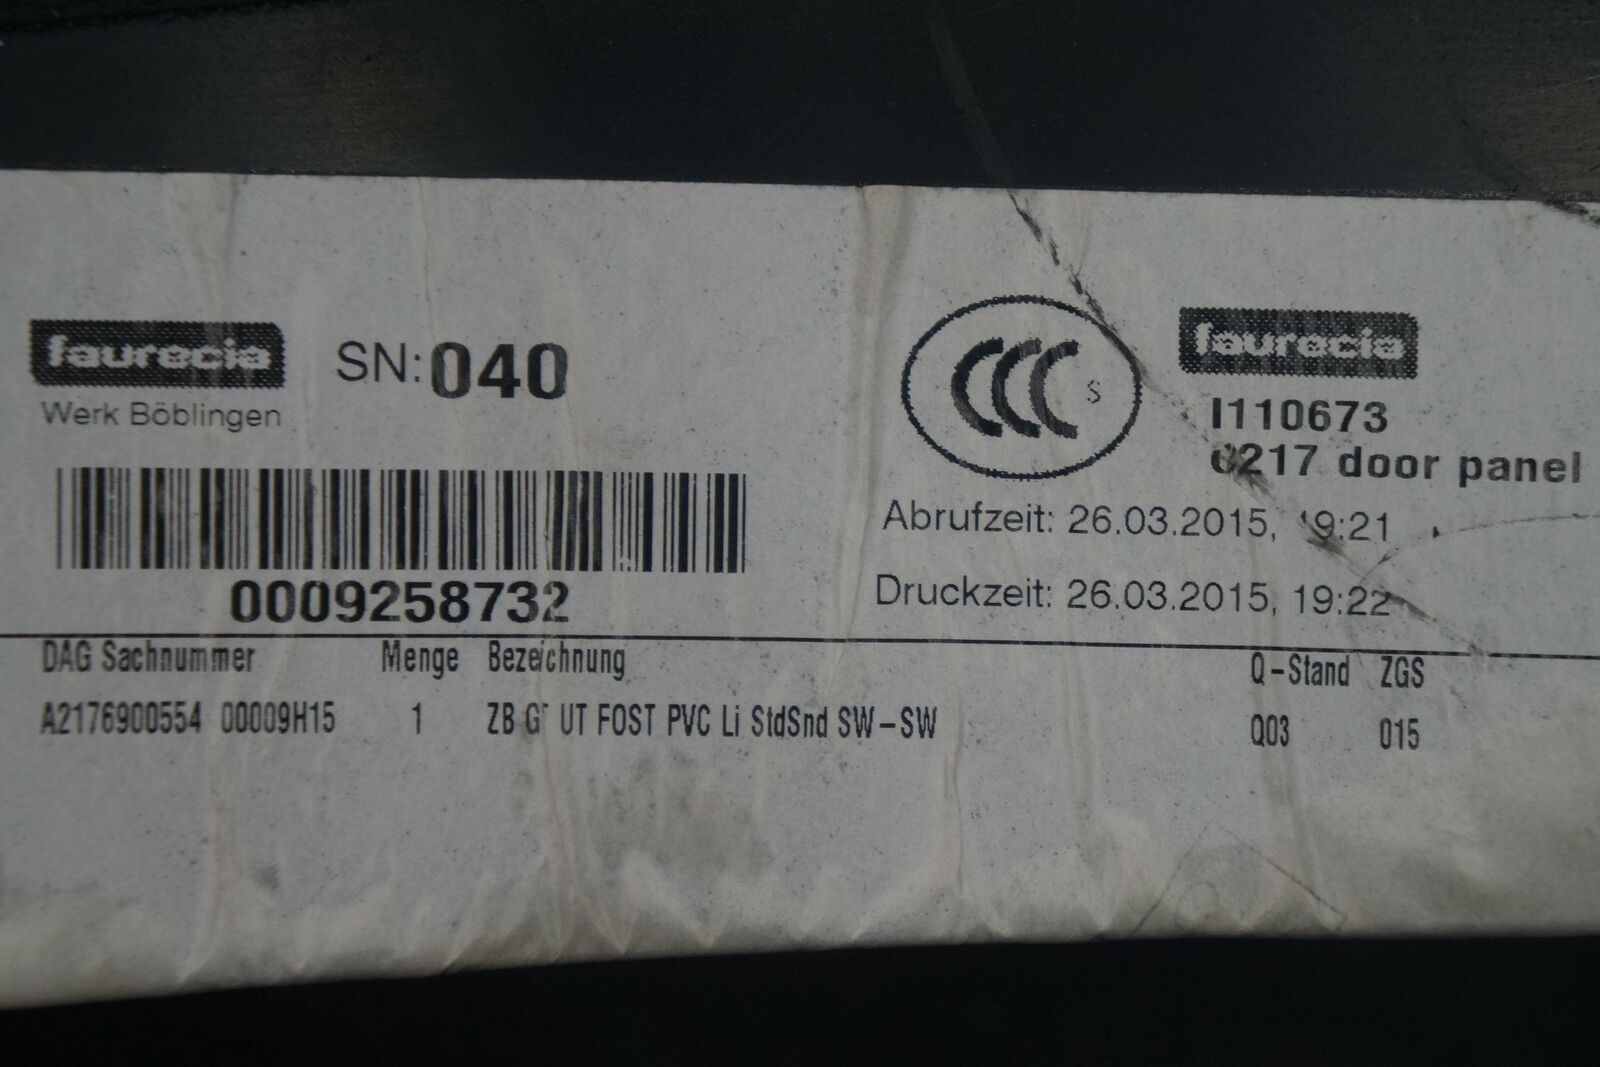 faurecia
SN: 040
Werk Böblingen
0009258732
CCC S
faurecia
I110673
door panel
Abrufzeit: 26.03.2015, 19:21
Druckzeit: 26.03.2015, 19:22
DAG Sachnummer Menge Bezeichnung Q-Stand ZGS
A2176900554 00009H15 1 ZB UT FOST PVC Li StdSnd SW-SW Q03 015